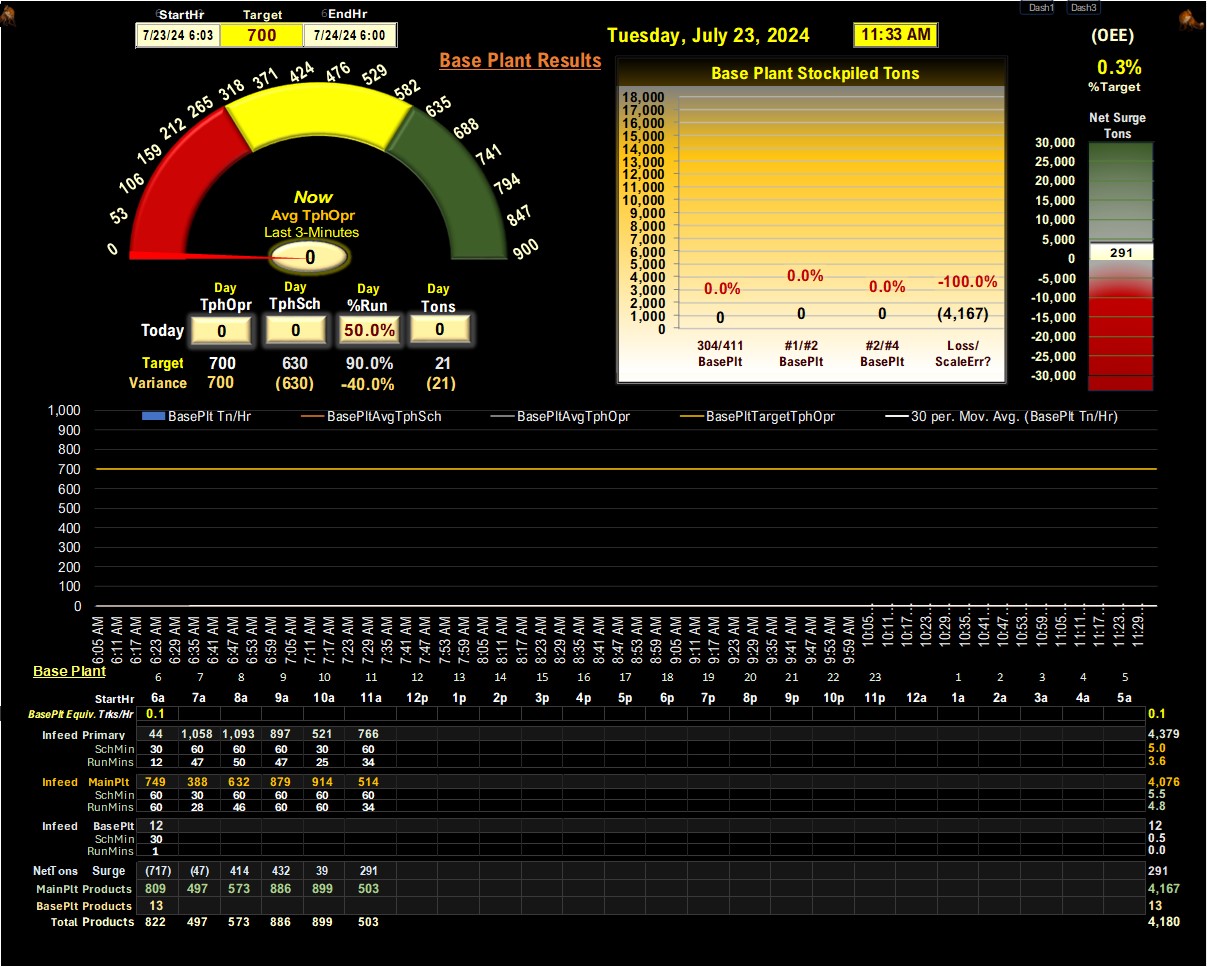 StartHr Target EndHr
7/23/24 6:03 700 7/24/24 6:00
Dash1 Dash3
Tuesday, July 23, 2024 11:33 AM
(OEE)
0.3%
%Target
Base Plant Results
0 53 106 159 212 265 318 371 424 476 529 582 635 688 741 794 847 900
Now
Avg TphOpr
Last 3-Minutes
0
Day Day Day Day
TphOpr TphSch %Run Tons
Today 0 0 50.0% 0
Target 700 630 90.0% 21
Variance 700 (630) -40.0% (21)
Base Plant Stockpiled Tons
18,000
17,000
16,000
15,000
14,000
13,000
12,000
11,000
10,000
9,000
8,000
7,000
6,000
5,000
4,000
3,000
2,000
1,000
0
0.0% 0.0% 0.0% -100.0%
0 0 0 (4,167)
304/411 #1/#2 #2/#4 Loss/
BasePlt BasePlt BasePlt ScaleErr?
Net Surge
Tons
30,000
25,000
20,000
15,000
10,000
5,000
0
-5,000
-10,000
-15,000
-20,000
-25,000
-30,000
291
BasePlt Tn/Hr BasePltAvgTphSch BasePltAvgTphOpr BasePltTargetTphOpr 30 per. Mov. Avg. (BasePlt Tn/Hr)
1,000
900
800
700
600
500
400
300
200
100
0
6:05 AM 6:11 AM 6:17 AM 6:23 AM 6:29 AM 6:35 AM 6:41 AM 6:47 AM 6:53 AM 6:59 AM 7:05 AM 7:11 AM 7:17 AM 7:23 AM 7:29 AM 7:35 AM 7:41 AM 7:47 AM 7:53 AM 7:59 AM 8:05 AM 8:11 AM 8:17 AM 8:23 AM 8:29 AM 8:35 AM 8:41 AM 8:47 AM 8:53 AM 8:59 AM 9:05 AM 9:11 AM 9:17 AM 9:23 AM 9:29 AM 9:35 AM 9:41 AM 9:47 AM 9:53 AM 9:59 AM 10:05... 10:11... 10:17... 10:23... 10:29... 10:35... 10:41... 10:47... 10:53... 10:59... 11:05... 11:11... 11:17... 11:23... 11:29...
Base Plant
6 7 8 9 10 11 12 13 14 15 16 17 18 19 20 21 22 23 1 2 3 4 5
StartHr 6a 7a 8a 9a 10a 11a 12p 1p 2p 3p 4p 5p 6p 7p 8p 9p 10p 11p 12a 1a 2a 3a 4a 5a
BasePlt Equiv. Trks/Hr 0.1 0.1
Infeed Primary 44 1,058 1,093 897 521 766 4,379
SchMin 30 60 60 60 30 60 5.0
RunMins 12 47 50 47 25 34 3.6
Infeed MainPlt 749 388 632 879 914 514 4,076
SchMin 60 30 60 60 60 60 5.5
RunMins 60 28 46 60 60 34 4.8
Infeed BasePlt 12 12
SchMin 30 0.5
RunMins 1 0.0
NetTons Surge (717) (47) 414 432 39 291 291
MainPlt Products 809 497 573 886 899 503 4,167
BasePlt Products 13 13
Total Products 822 497 573 886 899 503 4,180